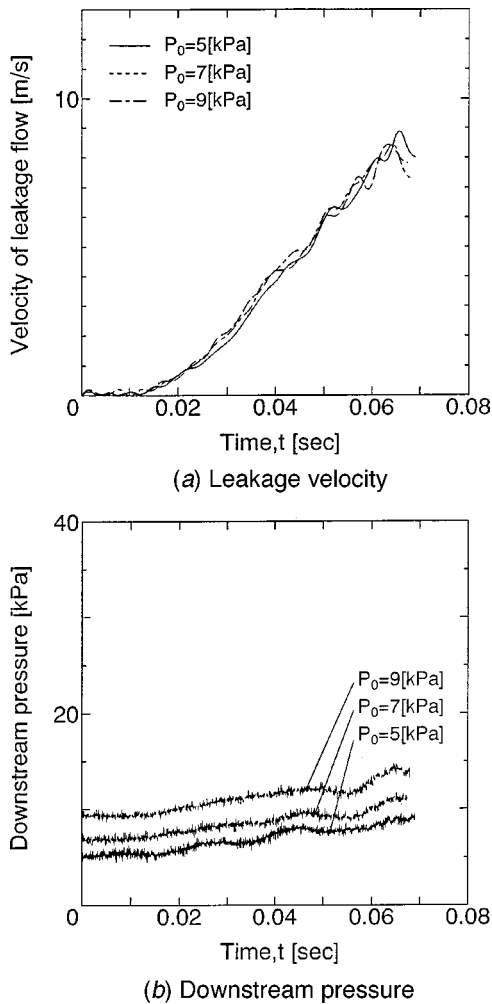 Velocity of leakage flow [m/s]
P₀=5[kPa]
P₀=7[kPa]
P₀=9[kPa]
10
0 0.02 0.04 0.06 0.08
Time,t [sec]
(a) Leakage velocity
Downstream pressure [kPa]
40
P₀=9[kPa]
P₀=7[kPa]
P₀=5[kPa]
20
0 0.02 0.04 0.06 0.08
Time,t [sec]
(b) Downstream pressure